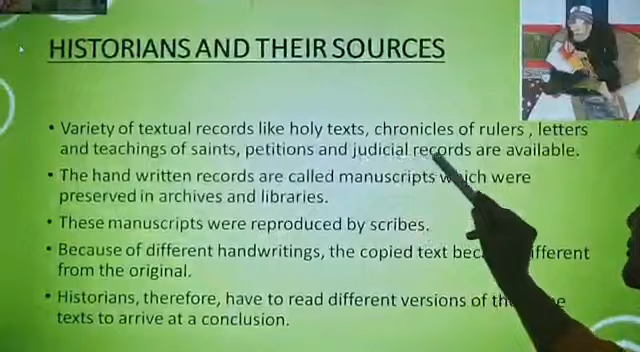 HISTORIANS AND THEIR SOURCES
• Variety of textual records like holy texts, chronicles of rulers , letters
and teachings of saints, petitions and judicial records are available.
• The hand written records are called manuscripts which were
preserved in archives and libraries.
• These manuscripts were reproduced by scribes.
• Because of different handwritings, the copied text different
from the original.
• Historians, therefore, have to read different versions of
texts to arrive at a conclusion.